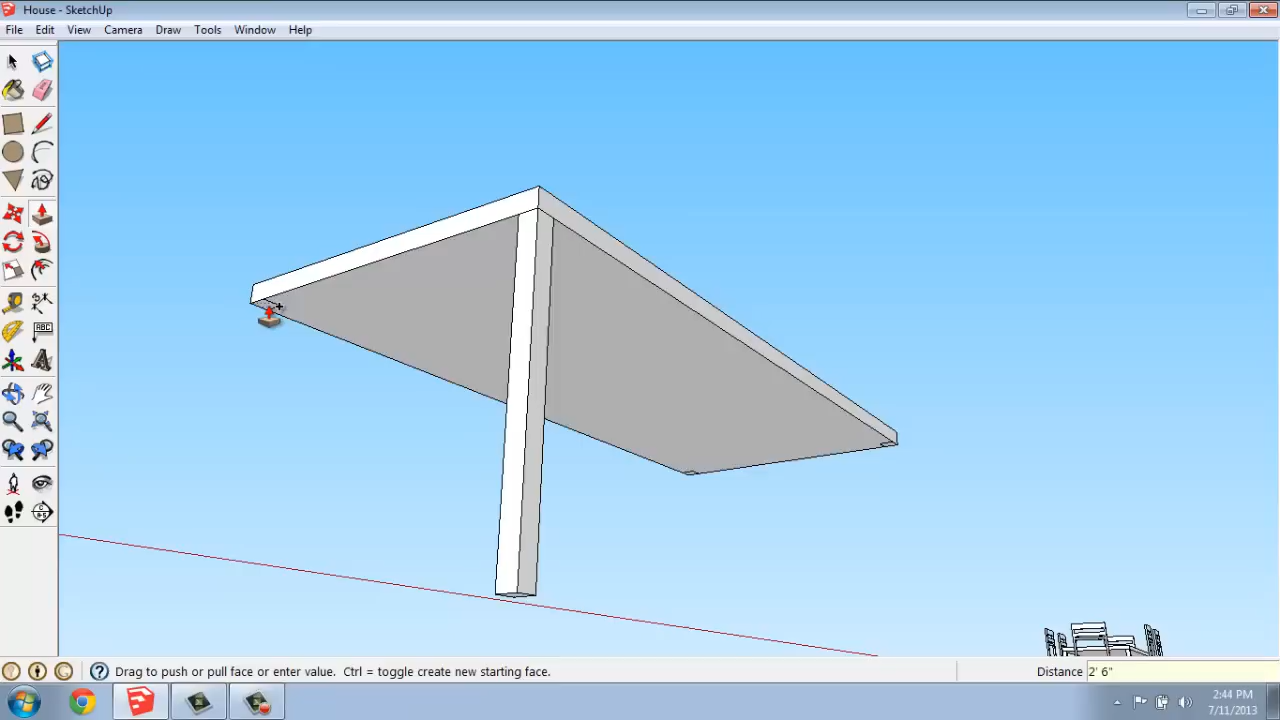 House - SketchUp
File Edit View Camera Draw Tools Window Help
ABC
Drag to push or pull face or enter value. Ctrl = toggle create new starting face.
Distance 2' 6"
2:44 PM
7/11/2013